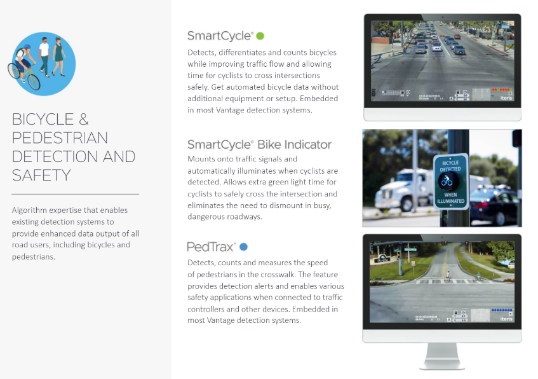 BICYCLE &
PEDESTRIAN
DETECTION AND
SAFETY
Algorithm expertise that enables
existing detection systems to
provide enhanced data output of all
road users, including bicycles and
pedestrians.
SmartCycle®
Detects, differentiates and counts bicycles
while improving traffic flow and allowing
time for cyclists to cross intersections
safely. Get automated bicycle data without
additional equipment or setup. Embedded
in most Vantage detection systems.
SmartCycle® Bike Indicator
Mounts onto traffic signals and
automatically illuminates when cyclists are
detected. Allows extra green light time for
cyclists to safely cross the intersection and
eliminates the need to dismount in busy,
dangerous roadways.
PedTrax®
Detects, counts and measures the speed
of pedestrians in the crosswalk. The feature
provides detection alerts and enables various
safety applications when connected to traffic
controllers and other devices. Embedded in
most Vantage detection systems.
iteris
BICYCLE
DETECTED
WHEN
ILLUMINATED
iteris